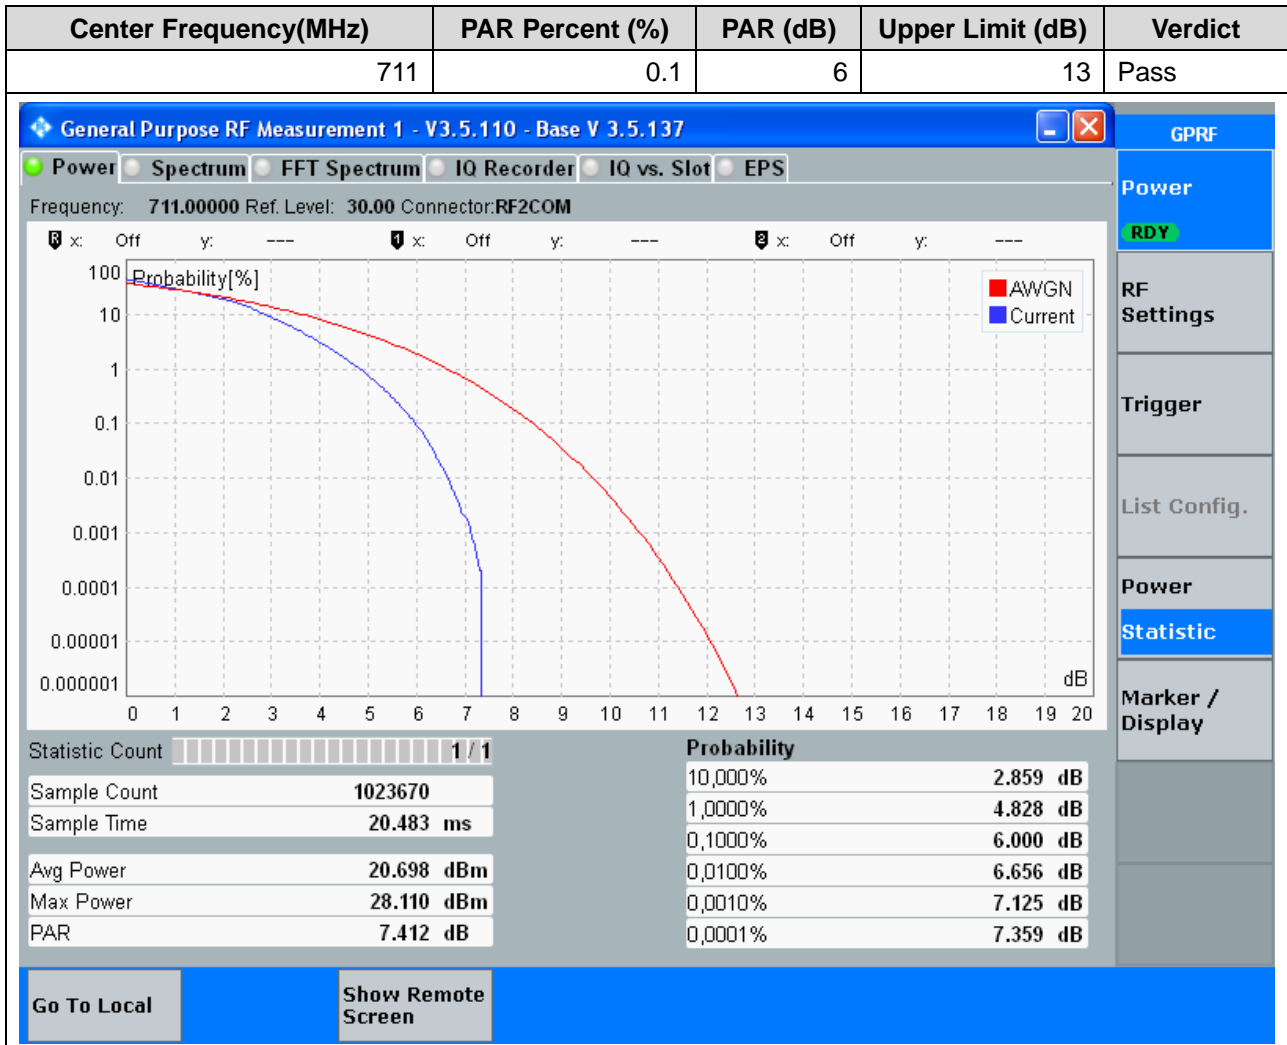 Center Frequency(MHz) PAR Percent (%) PAR (dB) Upper Limit (dB) Verdict
711 0.1 6 13 Pass
General Purpose RF Measurement 1 - V3.5.110 - Base V 3.5.137
GPRF
Power Spectrum FFT Spectrum IQ Recorder IQ vs. Slot EPS
Power
RDY
Frequency: 711.00000 Ref. Level: 30.00 Connector:RF2COM
R x: Off y: --- 1 x: Off y: --- 2 x: Off y: ---
Probability[%]
AWGN
Current
100
10
1
0.1
0.01
0.001
0.0001
0.00001
0.000001
dB
0 1 2 3 4 5 6 7 8 9 10 11 12 13 14 15 16 17 18 19 20
RF
Settings
Trigger
List Config.
Power
Statistic
Marker /
Display
Statistic Count 1 / 1
Sample Count 1023670
Sample Time 20.483 ms
Avg Power 20.698 dBm
Max Power 28.110 dBm
PAR 7.412 dB
Probability
10,000% 2.859 dB
1,0000% 4.828 dB
0,1000% 6.000 dB
0,0100% 6.656 dB
0,0010% 7.125 dB
0,0001% 7.359 dB
Go To Local
Show Remote
Screen